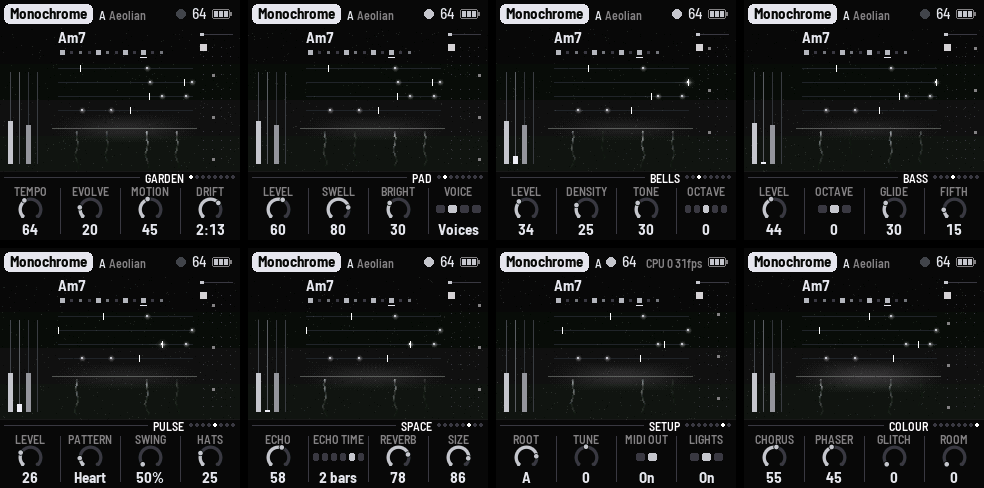 Monochrome A Aeolian 64
Am7
GARDEN
TEMPO EVOLVE MOTION DRIFT
64 20 45 2:13
Monochrome A Aeolian 64
Am7
PAD
LEVEL SWELL BRIGHT VOICE
60 80 30 Voices
Monochrome A Aeolian 64
Am7
BELLS
LEVEL DENSITY TONE OCTAVE
34 25 30 0
Monochrome A Aeolian 64
Am7
BASS
LEVEL OCTAVE GLIDE FIFTH
44 0 30 15
Monochrome A Aeolian 64
Am7
PULSE
LEVEL PATTERN SWING HATS
26 Heart 50% 25
Monochrome A Aeolian 64
Am7
SPACE
ECHO ECHO TIME REVERB SIZE
58 2 bars 78 86
Monochrome A 64 CPU 0 31fps
Am7
SETUP
ROOT TUNE MIDI OUT LIGHTS
A 0 On On
Monochrome A Aeolian 64
Am7
COLOUR
CHORUS PHASER GLITCH ROOM
55 45 0 0